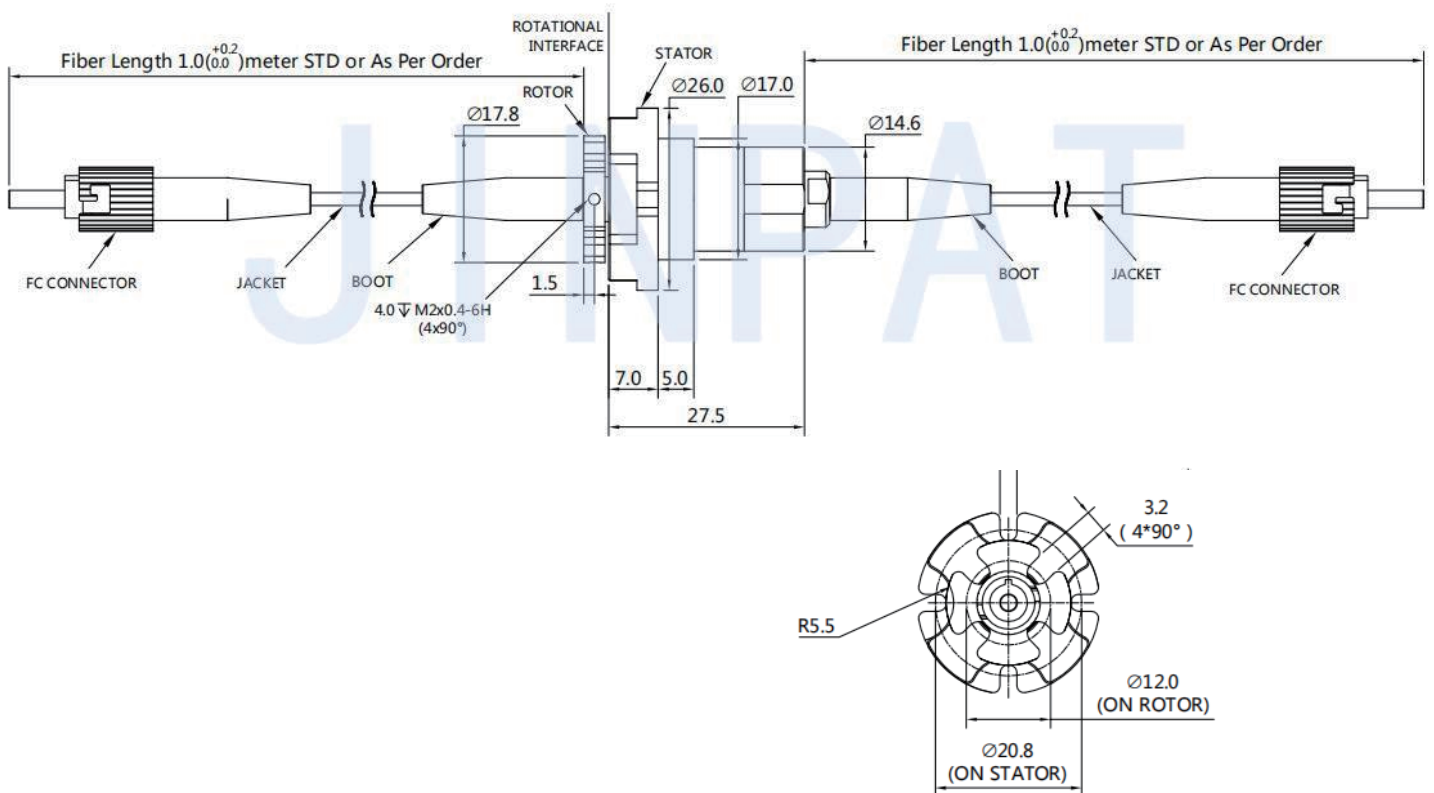 ROTATIONAL
INTERFACE
STATOR
Fiber Length 1.0(+0.2 0.0)meter STD or As Per Order
Fiber Length 1.0(+0.2 0.0)meter STD or As Per Order
ROTOR
∅26.0
∅17.0
∅17.8
∅14.6
JINPAT
FC CONNECTOR
JACKET
BOOT
1.5
BOOT
JACKET
FC CONNECTOR
4.0 ↧ M2x0.4-6H
(4x90°)
7.0
5.0
27.5
3.2
( 4*90° )
R5.5
∅12.0
(ON ROTOR)
∅20.8
(ON STATOR)